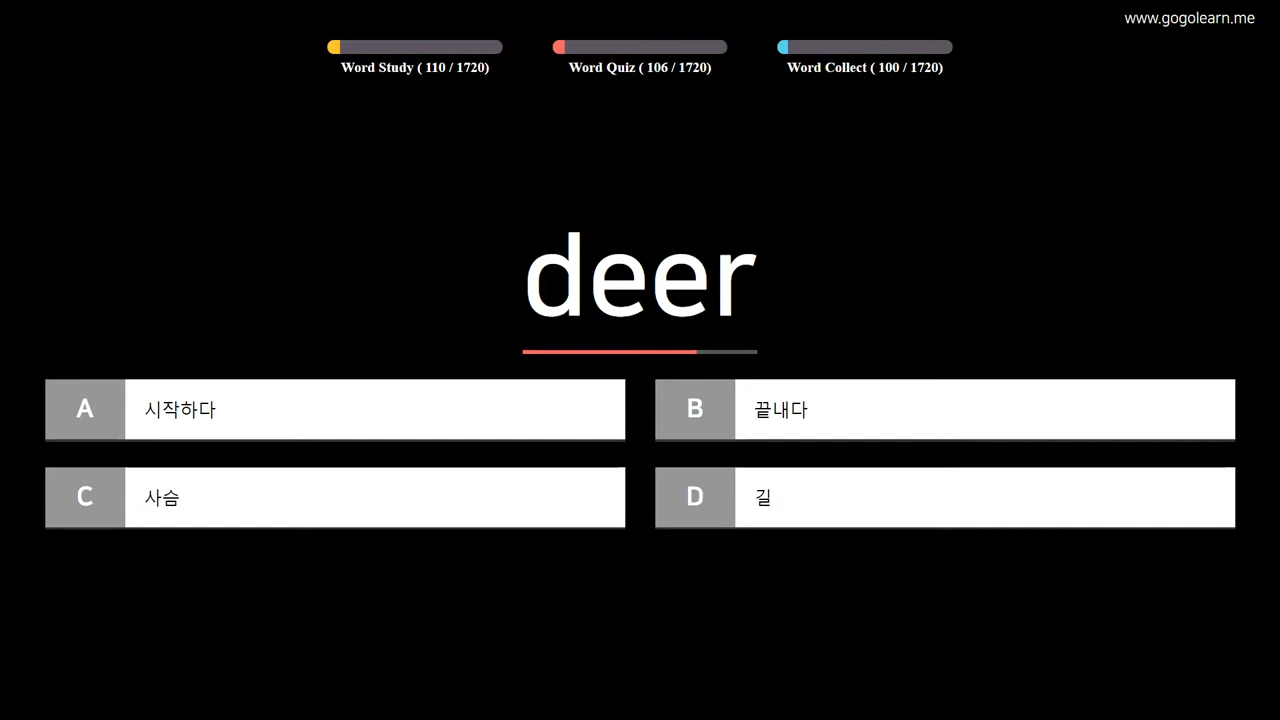 www.gogolearn.me
Word Study ( 110 / 1720)
Word Quiz ( 106 / 1720)
Word Collect ( 100 / 1720)
deer
A 시작하다
B 끝내다
C 사슴
D 길